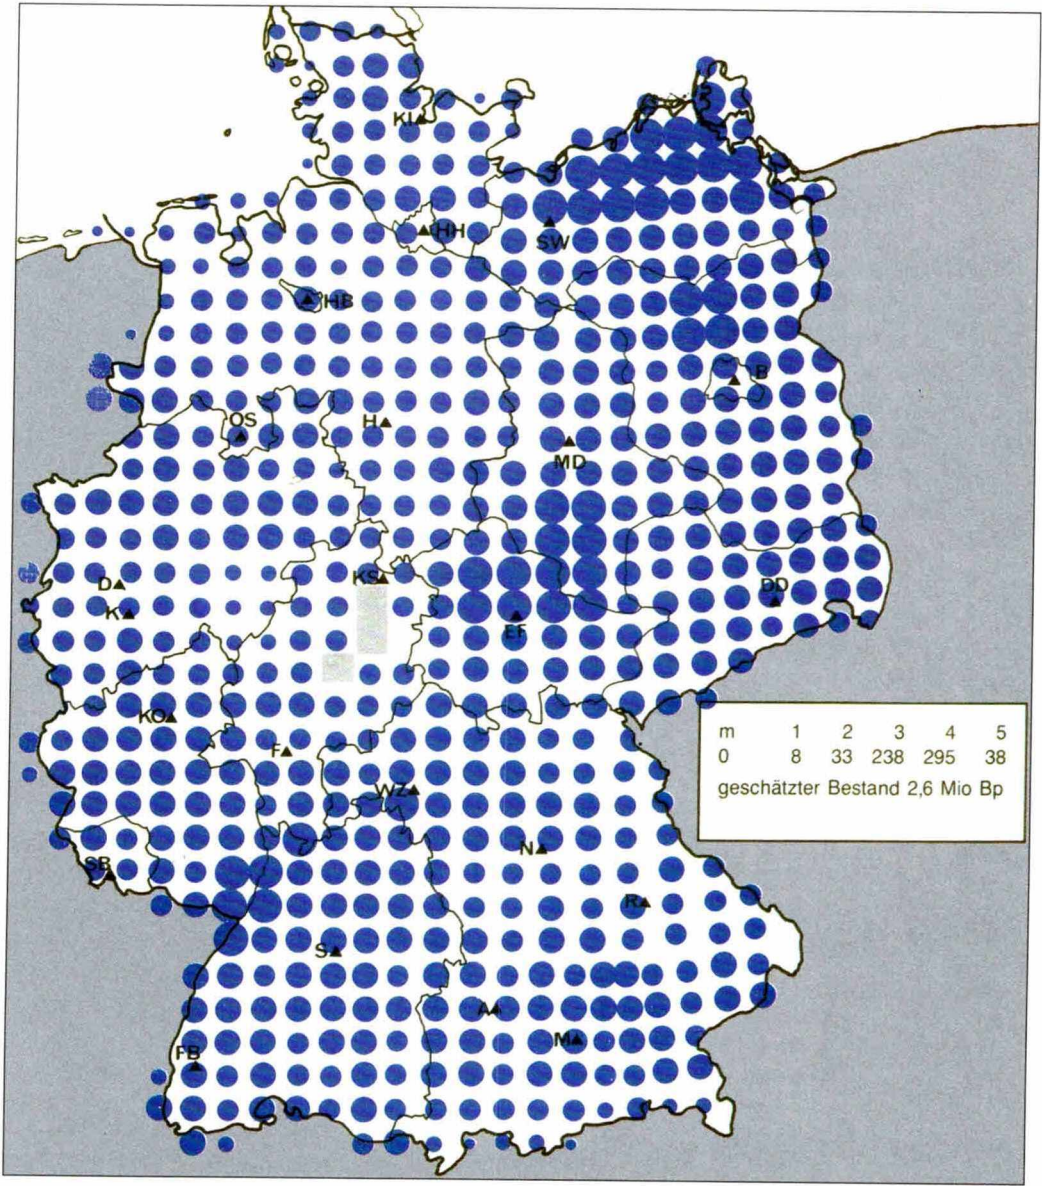 KI
HH
SW
HB
B
OS
H
MD
D
KS
DD
K
EF
KO
F
WZ
N
SB
R
S
A
M
FB
m 1 2 3 4 5
0 8 33 238 295 38
geschätzter Bestand 2,6 Mio Bp